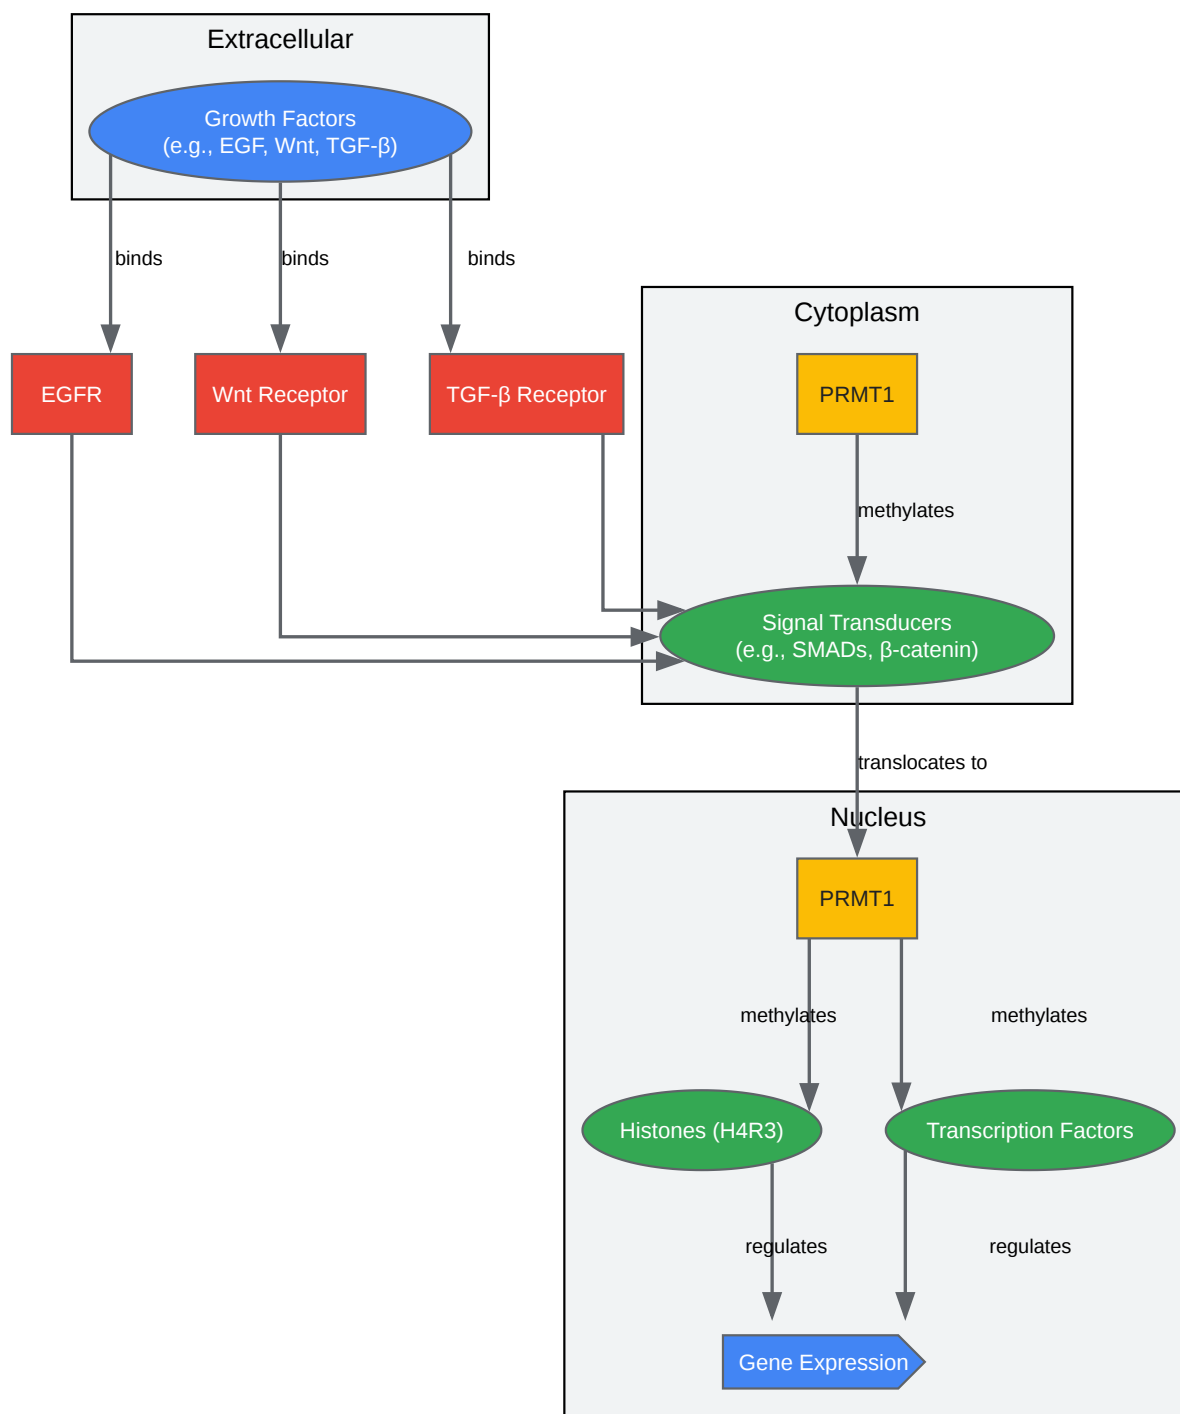 Extracellular
Growth Factors
(e.g., EGF, Wnt, TGF-β)
binds
binds
binds
Cytoplasm
EGFR
Wnt Receptor
TGF-β Receptor
PRMT1
methylates
Signal Transducers
(e.g., SMADs, β-catenin)
translocates to
Nucleus
PRMT1
methylates
methylates
Histones (H4R3)
Transcription Factors
regulates
regulates
Gene Expression